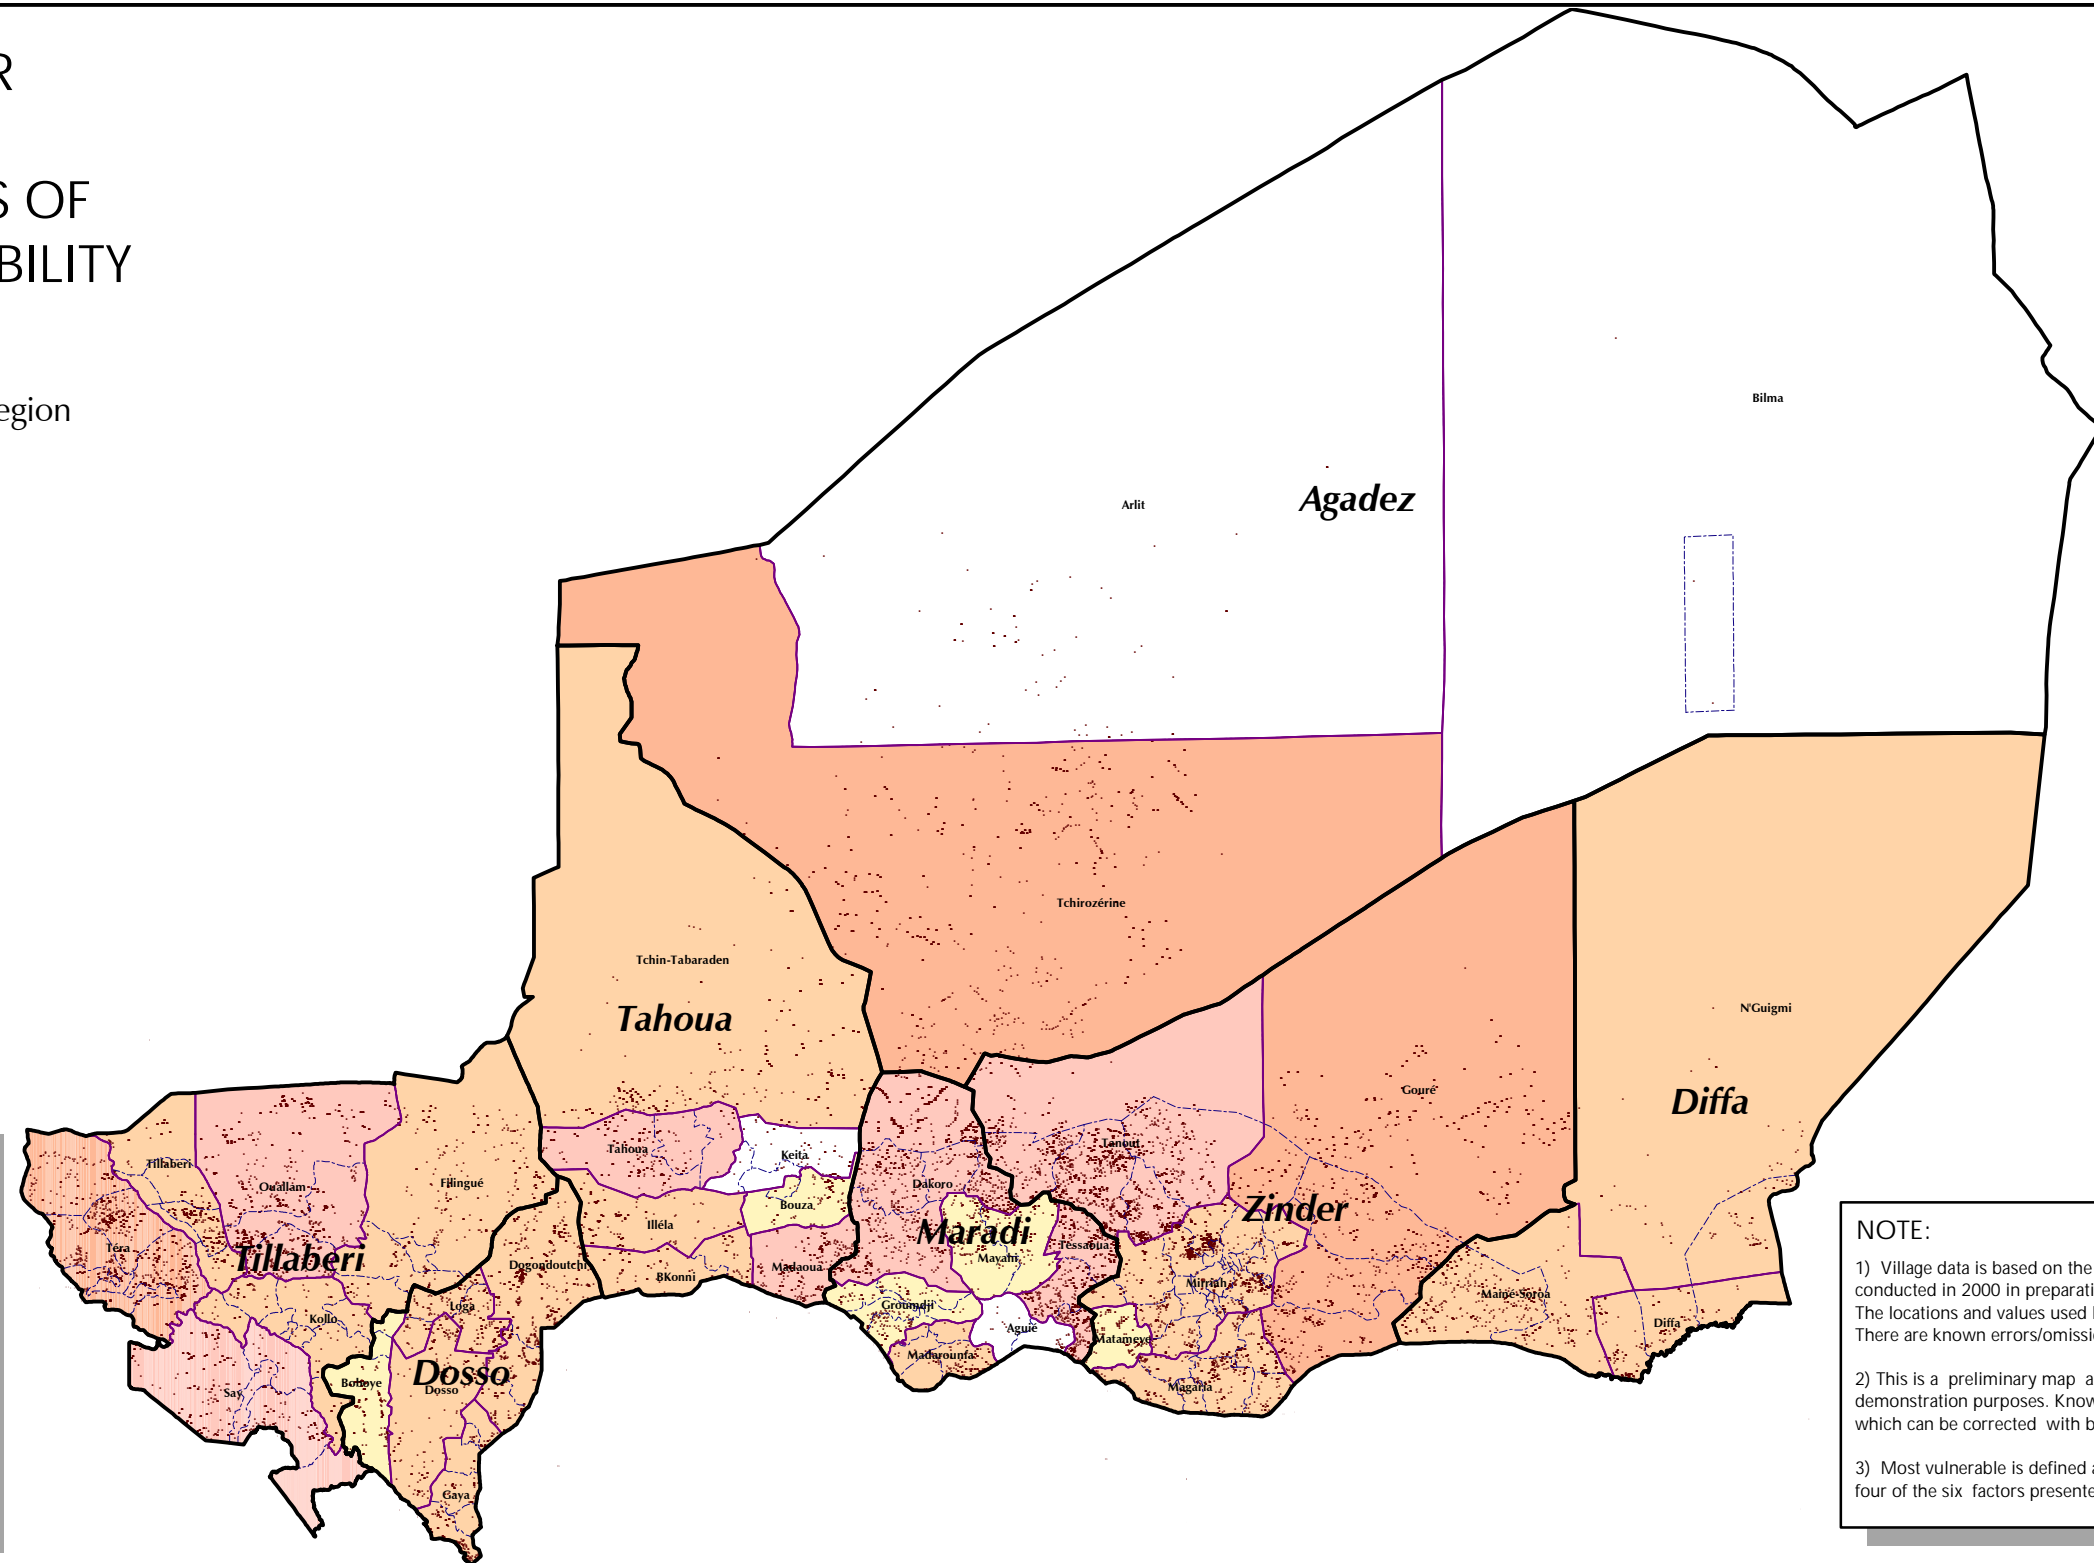 R
S OF
BILITY
egion
Bilma
Agadez
Arlit
Tchirozérine
Tchin-Tabaraden
Tahoua
N'Guigmi
Diffa
Gouré
Tanout
Tahoua
Keita
Tillaberi
Ouallam
Filingué
Dakoro
Bouza
Zinder
Illéla
Maradi
Téra
Tillaberi
Tessaoua
Mayahi
Dogondoutchi
Madaoua
BKonni
Mirriah
Maïné-Soroa
Loga
Groumdji
Kollo
Diffa
Aguié
Matameye
Madarounfa
Dosso
Boboye
Dosso
Say
Magaria
Gaya
NOTE:
1) Village data is based on the
conducted in 2000 in preparati
The locations and values used
There are known errors/omissi
2) This is a preliminary map a
demonstration purposes. Know
which can be corrected with b
3) Most vulnerable is defined a
four of the six factors presente